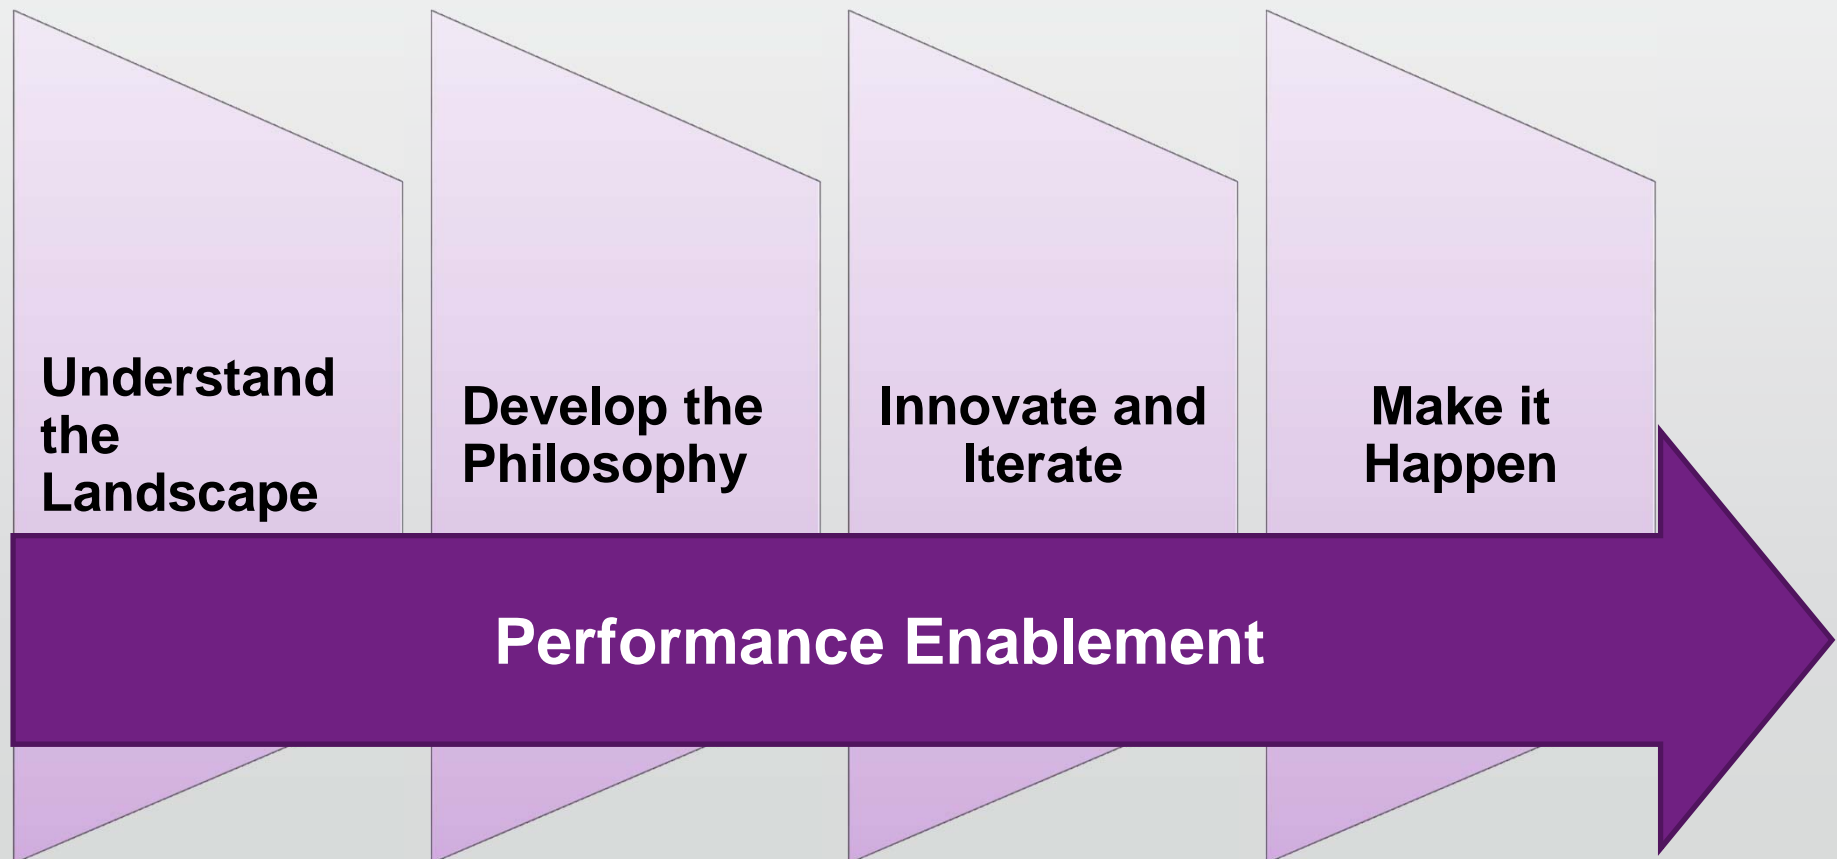 Understand
the
Landscape
Develop the
Philosophy
Innovate and
Iterate
Make it
Happen
Performance Enablement